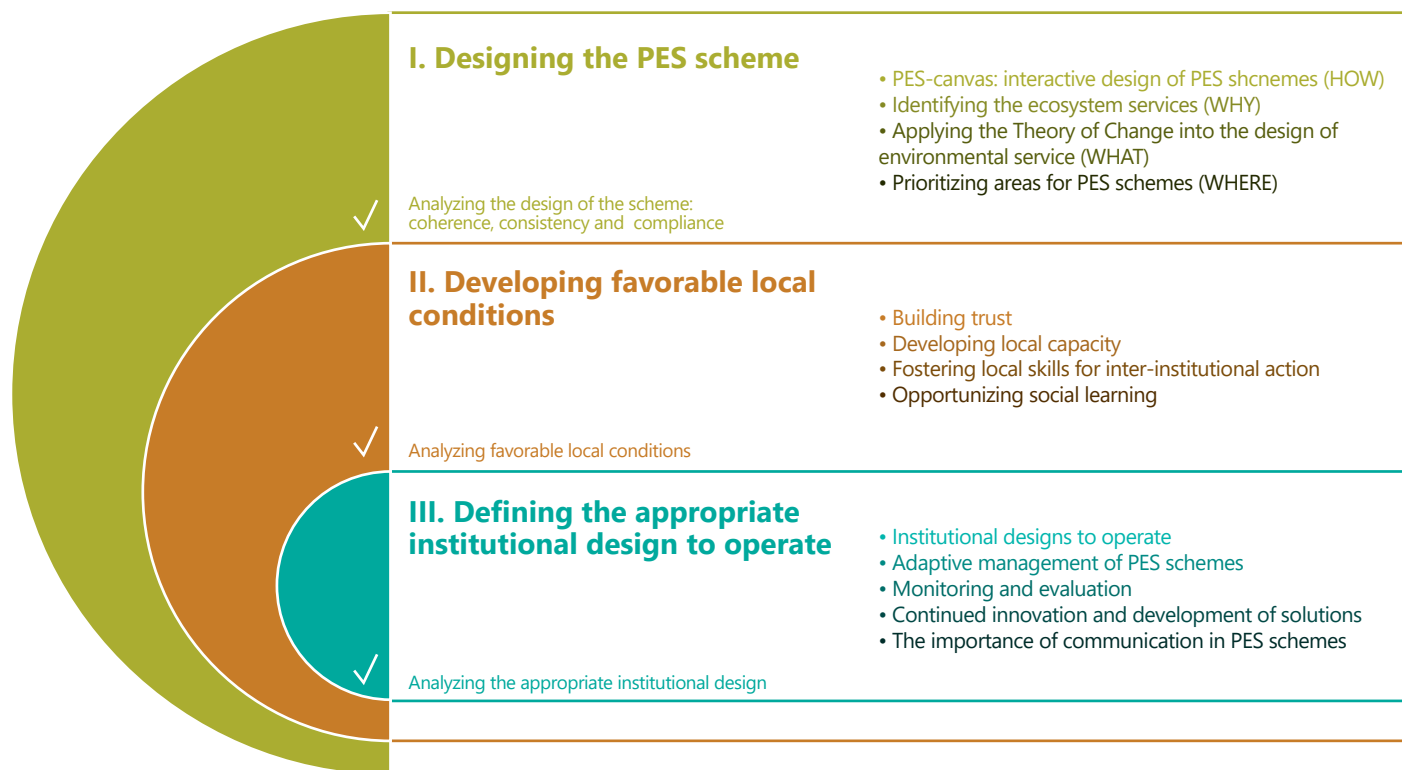 I. Designing the PES scheme
• PES-canvas: interactive design of PES shcnemes (HOW)
• Identifying the ecosystem services (WHY)
• Applying the Theory of Change into the design of
environmental service (WHAT)
• Prioritizing areas for PES schemes (WHERE)
Analyzing the design of the scheme:
coherence, consistency and compliance
II. Developing favorable local
conditions
• Building trust
• Developing local capacity
• Fostering local skills for inter-institutional action
• Opportunizing social learning
Analyzing favorable local conditions
III. Defining the appropriate
institutional design to operate
• Institutional designs to operate
• Adaptive management of PES schemes
• Monitoring and evaluation
• Continued innovation and development of solutions
• The importance of communication in PES schemes
Analyzing the appropriate institutional design